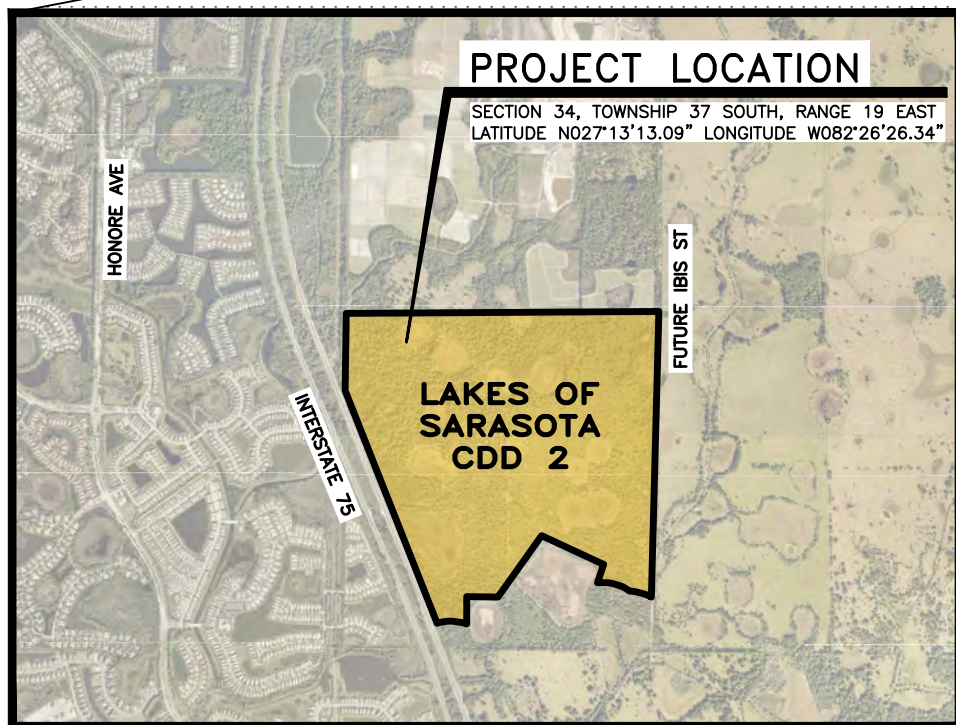 PROJECT LOCATION
SECTION 34, TOWNSHIP 37 SOUTH, RANGE 19 EAST
LATITUDE N027°13'13.09" LONGITUDE W082°26'26.34"
HONORE AVE
FUTURE IBIS ST
INTERSTATE 75
LAKES OF
SARASOTA
CDD 2